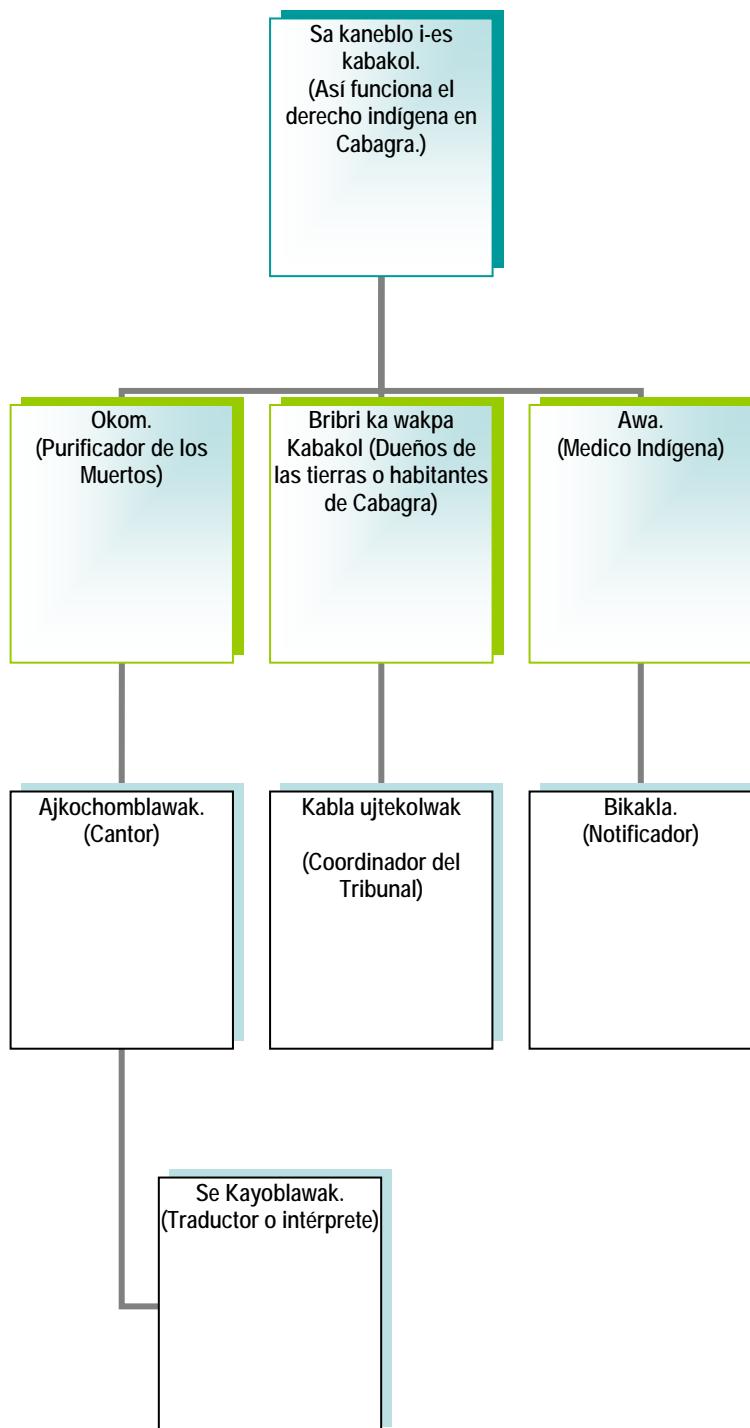 Sa kaneblo i-es
kabakol.
(Así funciona el
derecho indígena en
Cabagra.)
Okom.
(Purificador de los
Muertos)
Bribri ka wakpa
Kabakol (Dueños de
las tierras o habitantes
de Cabagra)
Awa.
(Medico Indígena)
Ajkochomblawak.
(Cantor)
Kabla ujtekolwak
(Coordinador del
Tribunal)
Bikakla.
(Notificador)
Se Kayoblawak.
(Traductor o intérprete)